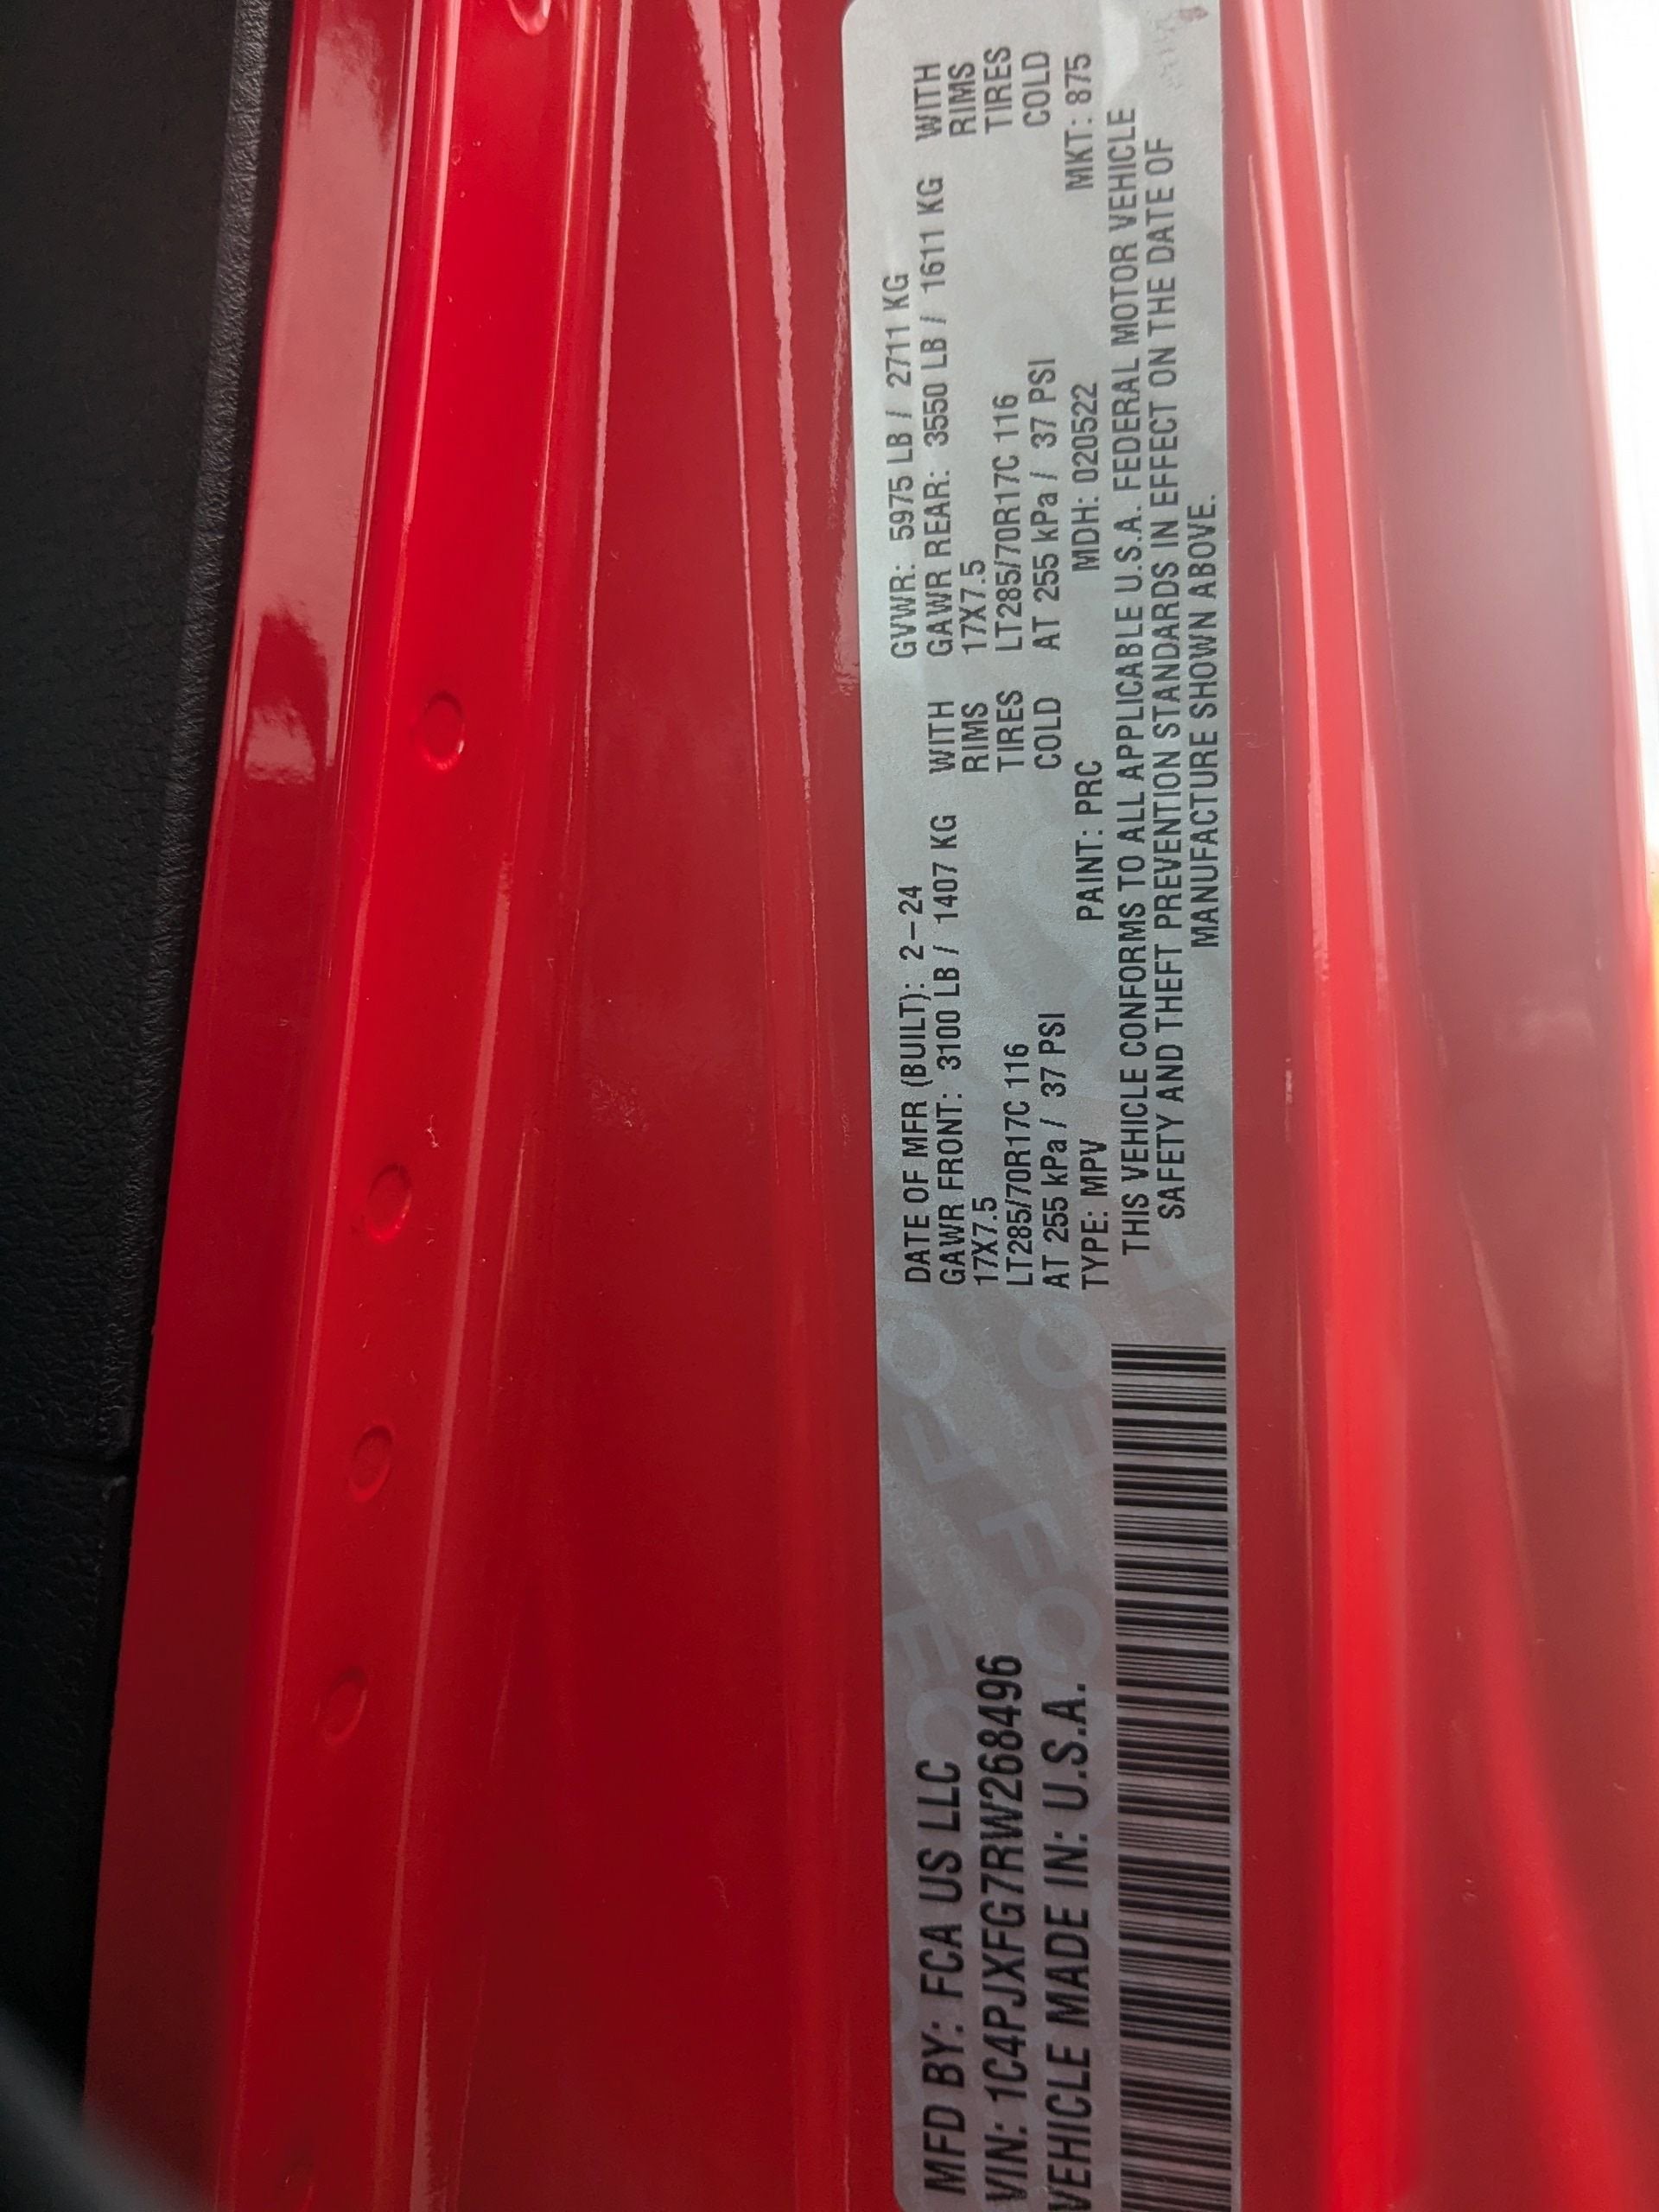 MFD BY: FCA US LLC
VIN: 1C4PJXFG7RW268496
VEHICLE MADE IN: U.S.A.
DATE OF MFR (BUILT): 2-24 GVWR: 5975 LB / 2711 KG
GAWR FRONT: 3100 LB / 1407 KG WITH GAWR REAR: 3550 LB / 1611 KG WITH
17X7.5 RIMS 17X7.5 RIMS
LT285/70R17C 116 TIRES LT285/70R17C 116 TIRES
AT 255 kPa / 37 PSI COLD AT 255 kPa / 37 PSI COLD
TYPE: MPV PAINT: PRC MDH: 020522 MKT: 875
THIS VEHICLE CONFORMS TO ALL APPLICABLE U.S.A. FEDERAL MOTOR VEHICLE
SAFETY AND THEFT PREVENTION STANDARDS IN EFFECT ON THE DATE OF
MANUFACTURE SHOWN ABOVE.